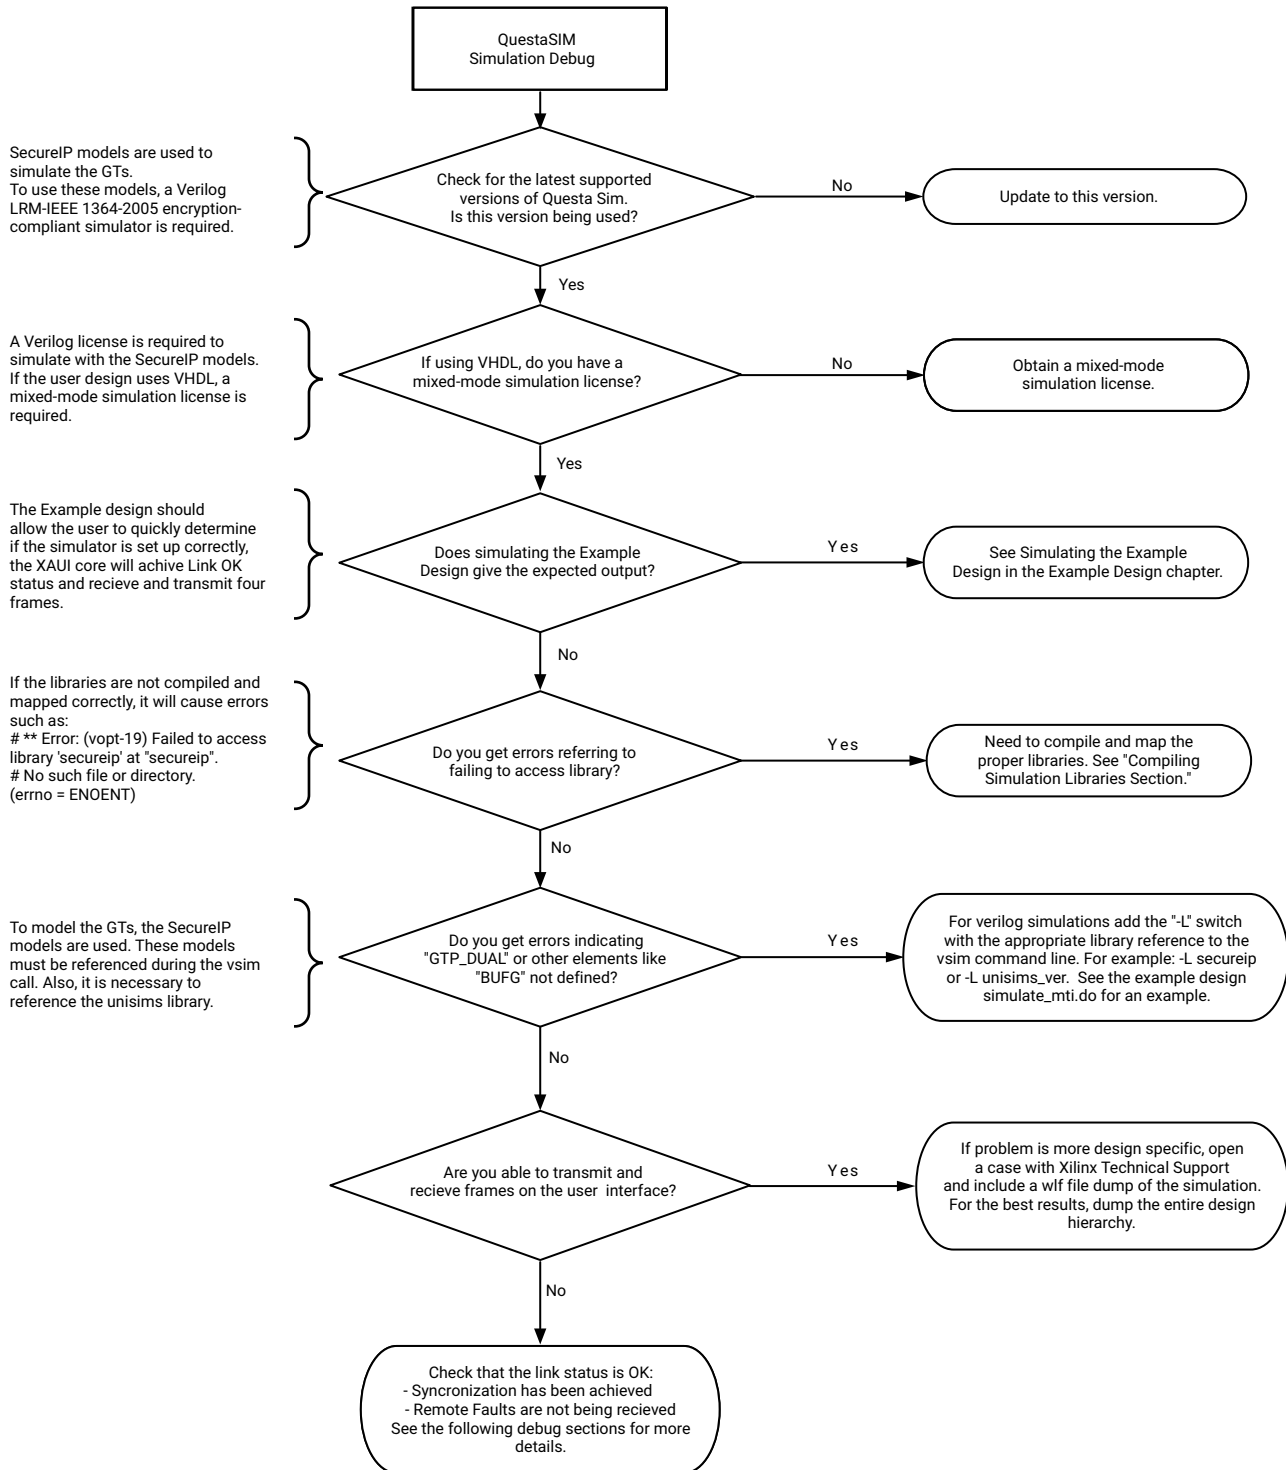 QuestaSIM
Simulation Debug
SecureIP models are used to
simulate the GTs.
To use these models, a Verilog
LRM-IEEE 1364-2005 encryption-
compliant simulator is required.
Check for the latest supported
versions of Questa Sim.
Is this version being used?
No
Update to this version.
Yes
A Verilog license is required to
simulate with the SecureIP models.
If the user design uses VHDL, a
mixed-mode simulation license is
required.
If using VHDL, do you have a
mixed-mode simulation license?
No
Obtain a mixed-mode
simulation license.
Yes
The Example design should
allow the user to quickly determine
if the simulator is set up correctly,
the XAUI core will achive Link OK
status and recieve and transmit four
frames.
Does simulating the Example
Design give the expected output?
Yes
See Simulating the Example
Design in the Example Design chapter.
No
If the libraries are not compiled and
mapped correctly, it will cause errors
such as:
# ** Error: (vopt-19) Failed to access
library 'secureip' at "secureip".
# No such file or directory.
(errno = ENOENT)
Do you get errors referring to
failing to access library?
Yes
Need to compile and map the
proper libraries. See "Compiling
Simulation Libraries Section."
No
To model the GTs, the SecureIP
models are used. These models
must be referenced during the vsim
call. Also, it is necessary to
reference the unisims library.
Do you get errors indicating
"GTP_DUAL" or other elements like
"BUFG" not defined?
Yes
For verilog simulations add the "-L" switch
with the appropriate library reference to the
vsim command line. For example: -L secureip
or -L unisims_ver. See the example design
simulate_mti.do for an example.
No
Are you able to transmit and
recieve frames on the user interface?
Yes
If problem is more design specific, open
a case with Xilinx Technical Support
and include a wlf file dump of the simulation.
For the best results, dump the entire design
hierarchy.
No
Check that the link status is OK:
- Syncronization has been achieved
- Remote Faults are not being recieved
See the following debug sections for more
details.